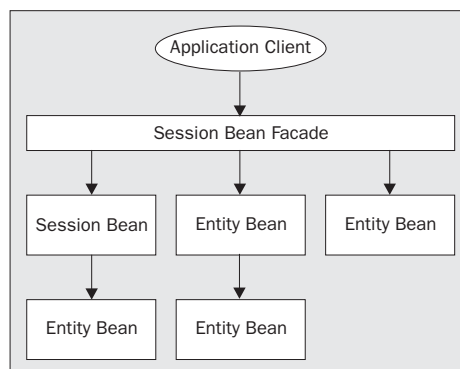 Application Client
Session Bean Facade
Session Bean
Entity Bean
Entity Bean
Entity Bean
Entity Bean